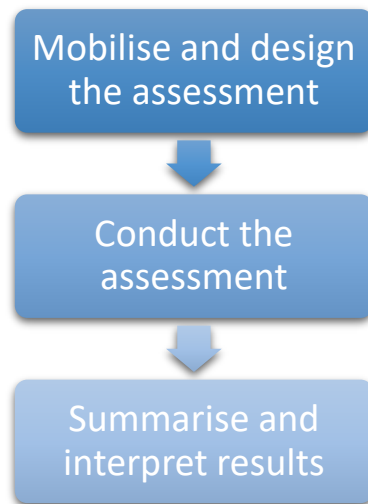 Mobilise and design
the assessment
Conduct the
assessment
Summarise and
interpret results